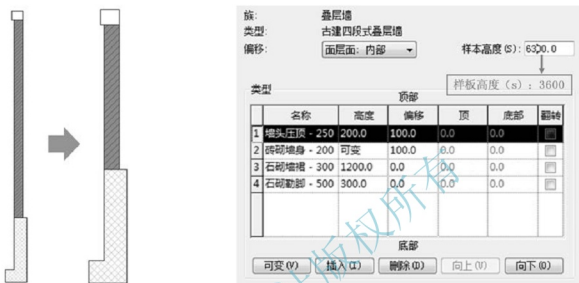 族: 叠层墙
类型: 古建四段式叠层墙
偏移: 面层面: 内部 样本高度(S): 6300.0
样板高度(s): 3600
类型
顶部
名称 高度 偏移 顶 底部 翻转
1 墙头压顶 - 250 200.0 100.0 0.0 0.0
2 砖砌墙身 - 200 可变 100.0 0.0 0.0
3 石砌墙裙 - 300 1200.0 0.0 0.0 0.0
4 石砌勒脚 - 500 300.0 0.0 0.0 0.0
底部
可变(V) 插入(I) 删除(D) 向上(U) 向下(O)
版权所有